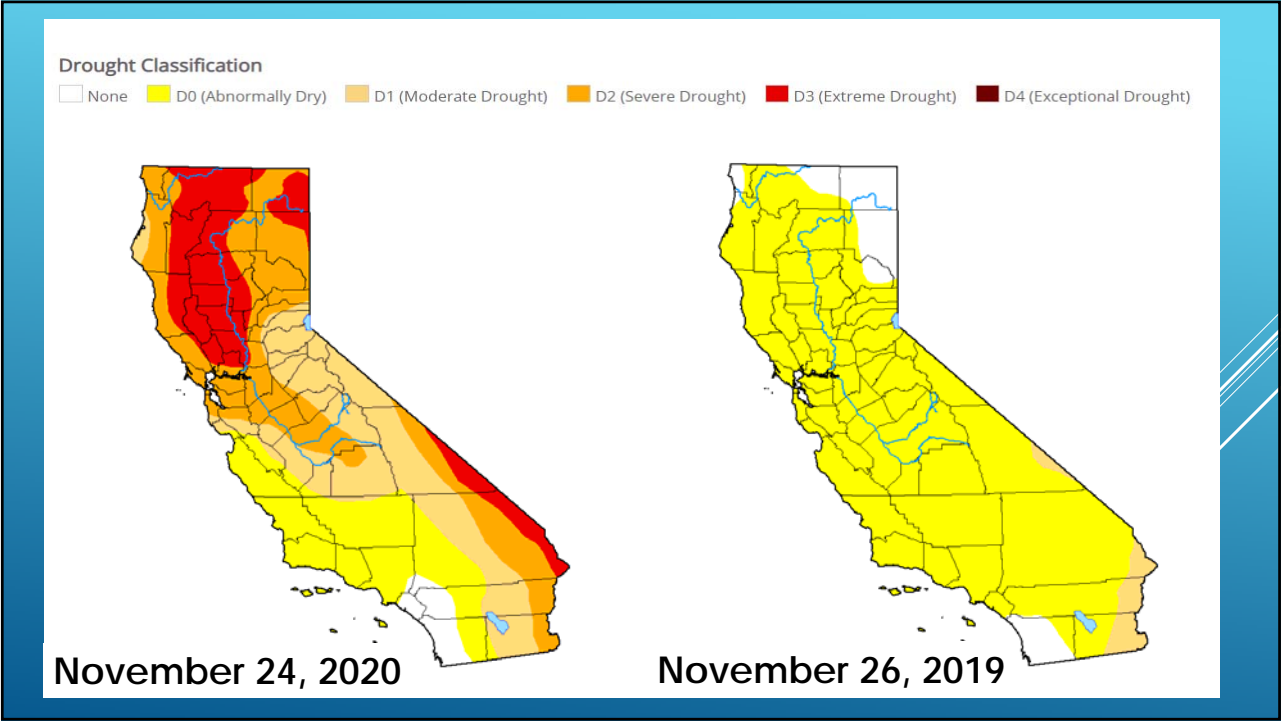 Drought Classification
None D0 (Abnormally Dry) D1 (Moderate Drought) D2 (Severe Drought) D3 (Extreme Drought) D4 (Exceptional Drought)
November 24, 2020
November 26, 2019